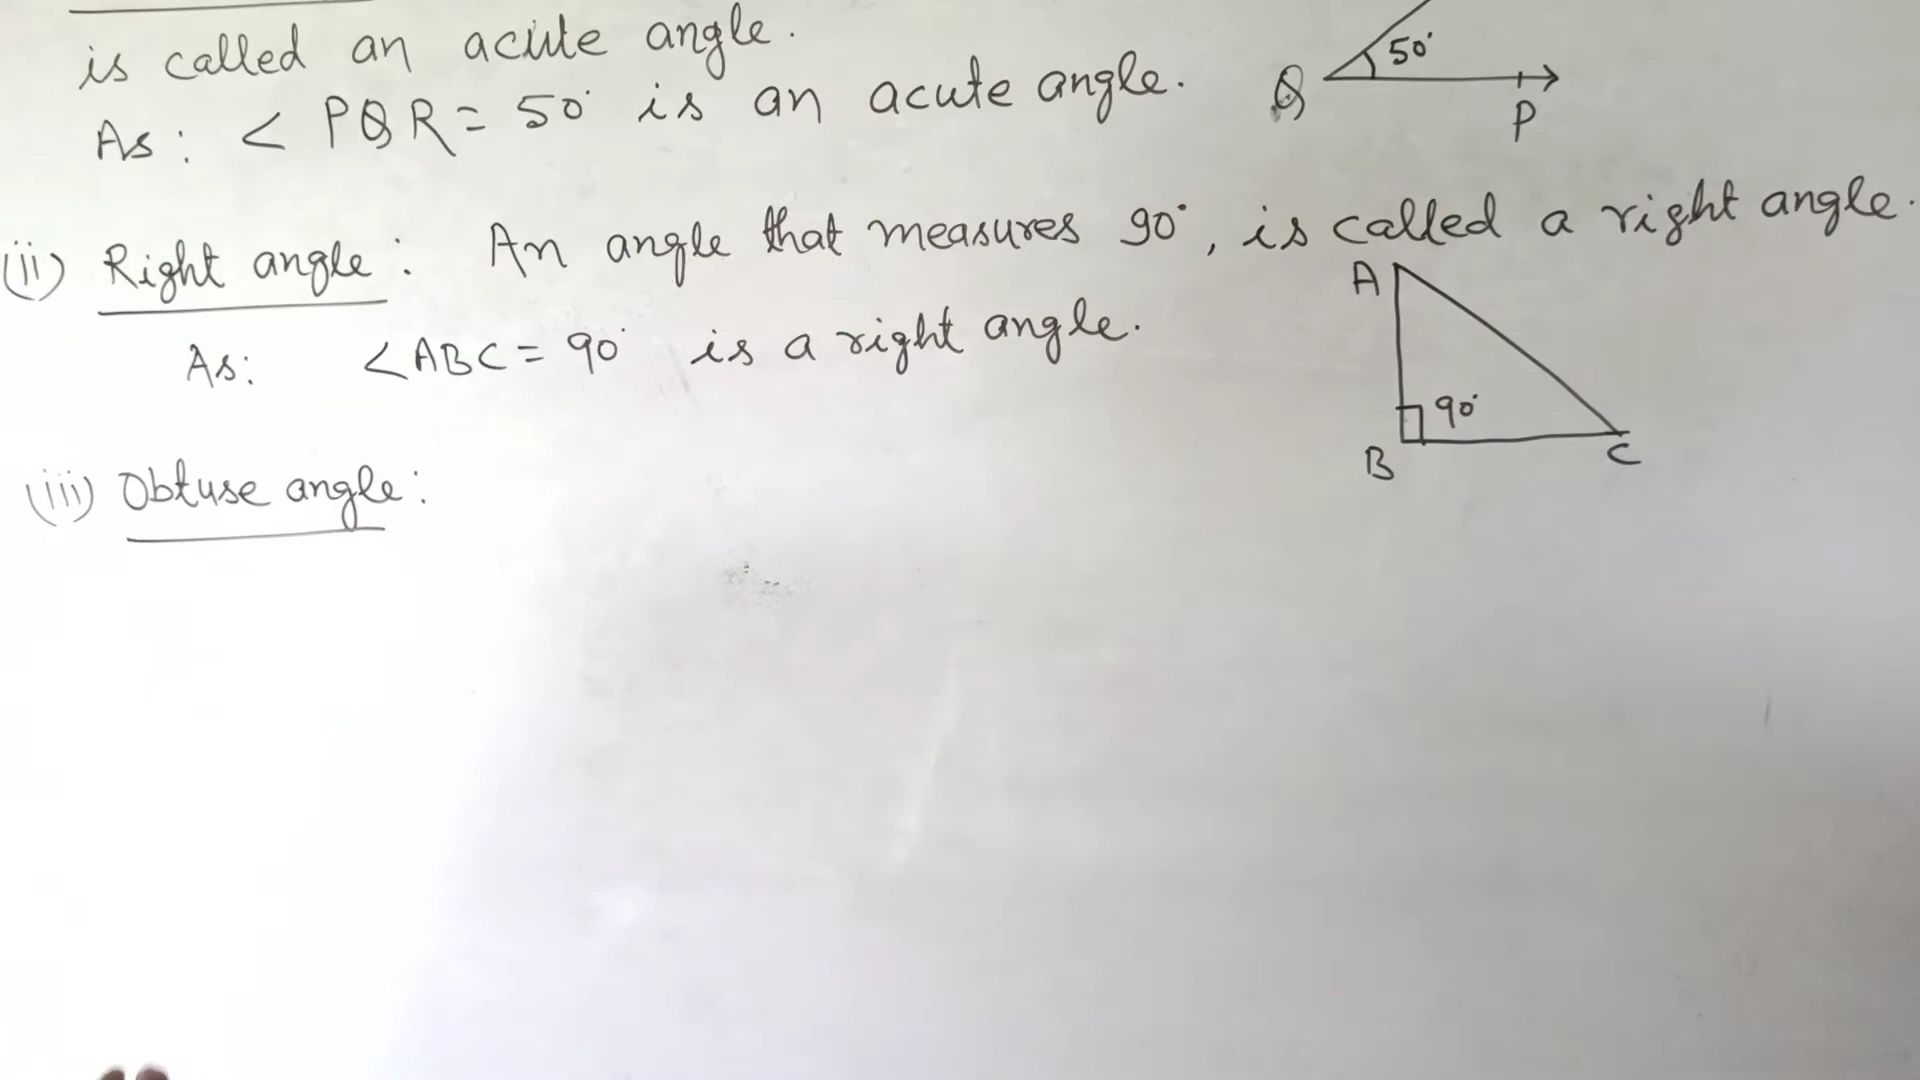 is called an acute angle.
As: < PQR = 50° is an acute angle.
50°
Q
P
(ii) Right angle: An angle that measures 90°, is called a right angle.
As: <ABC = 90° is a right angle.
A
90°
B
C
(iii) Obtuse angle: